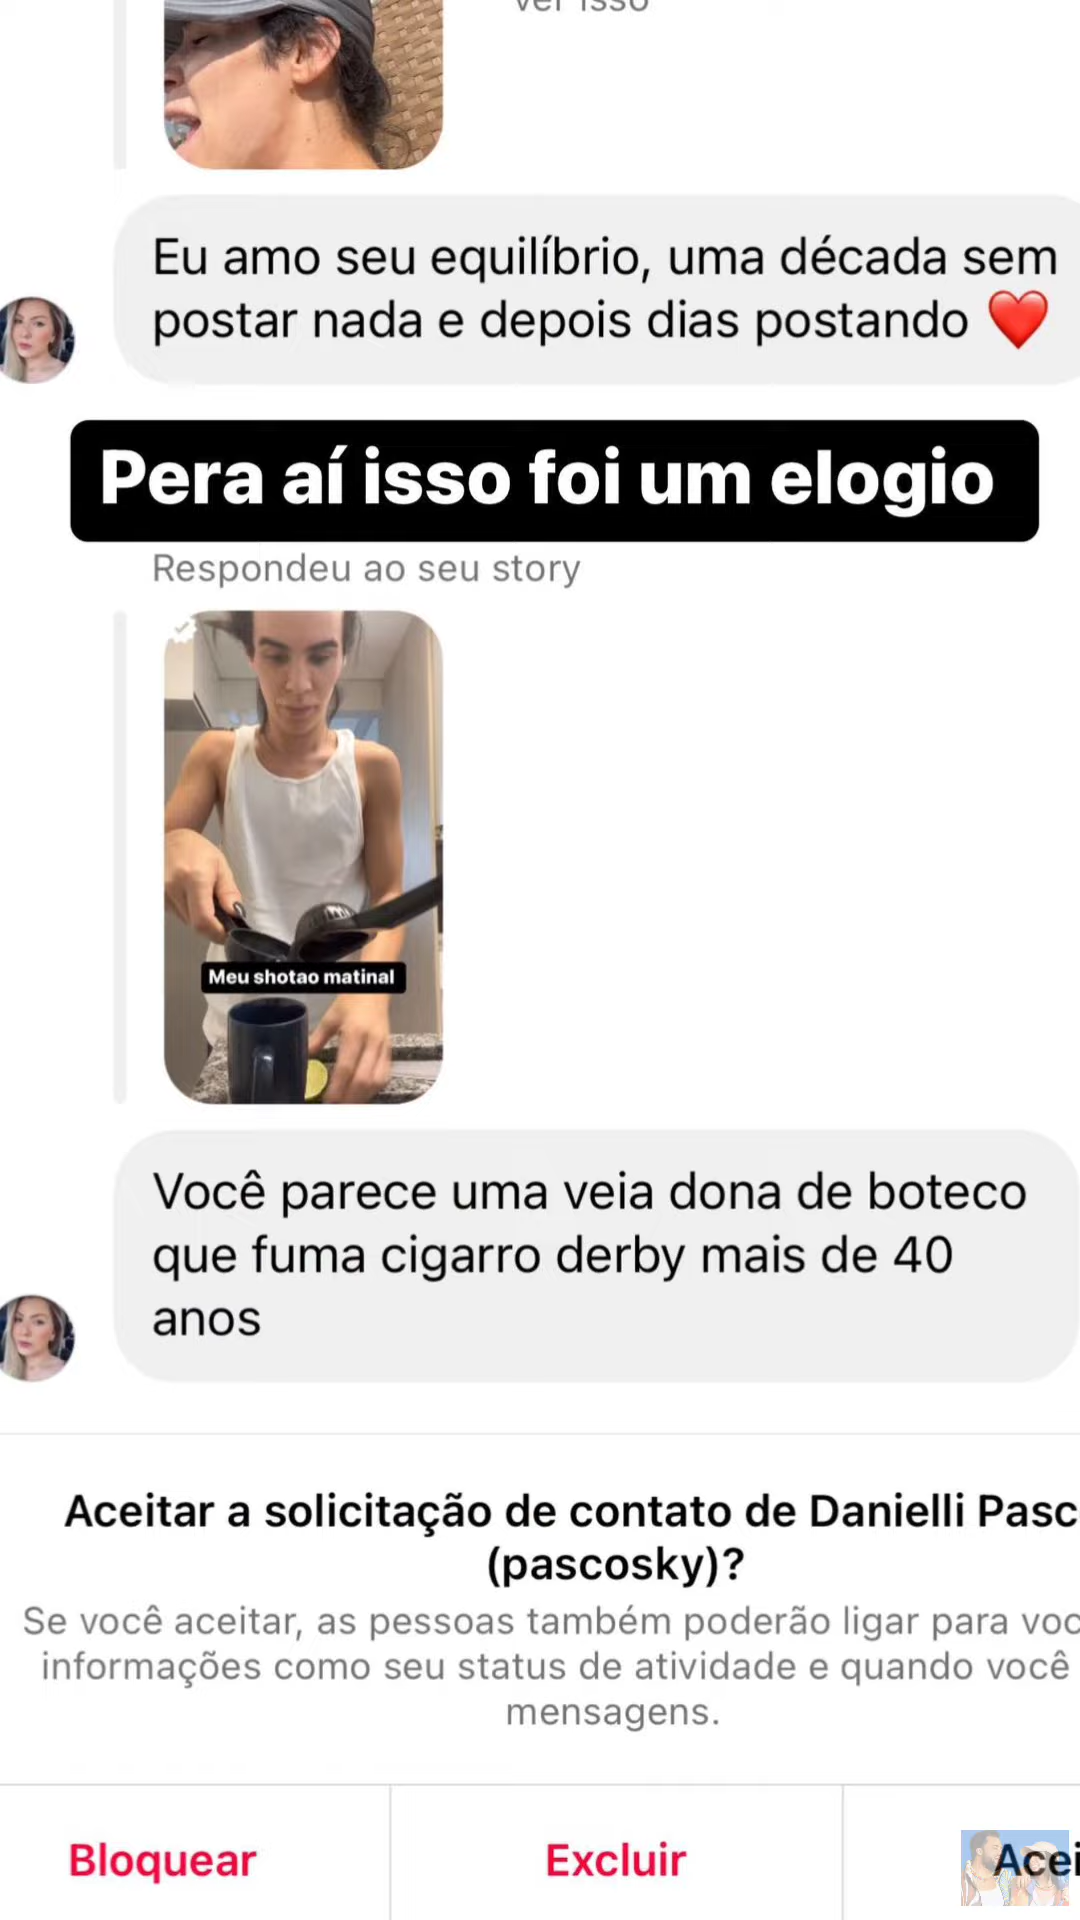 ver isso
Eu amo seu equilíbrio, uma década sem
postar nada e depois dias postando ❤️
Pera aí isso foi um elogio
Respondeu ao seu story
Meu shotao matinal
Você parece uma veia dona de boteco
que fuma cigarro derby mais de 40
anos
Aceitar a solicitação de contato de Danielli Pasc
(pascosky)?
Se você aceitar, as pessoas também poderão ligar para voc
informações como seu status de atividade e quando você
mensagens.
Bloquear
Excluir
Acei